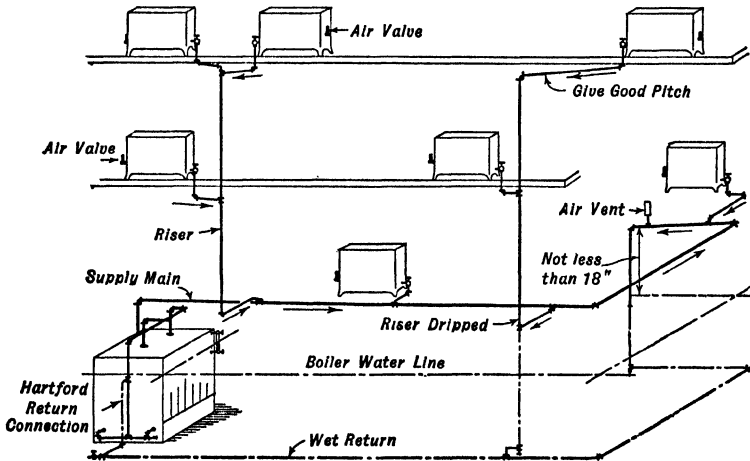 Air Valve
Give Good Pitch
Air Valve
Air Vent
Riser
Not less
than 18"
Supply Main
Riser Dripped
Boiler Water Line
Hartford
Return
Connection
Wet Return